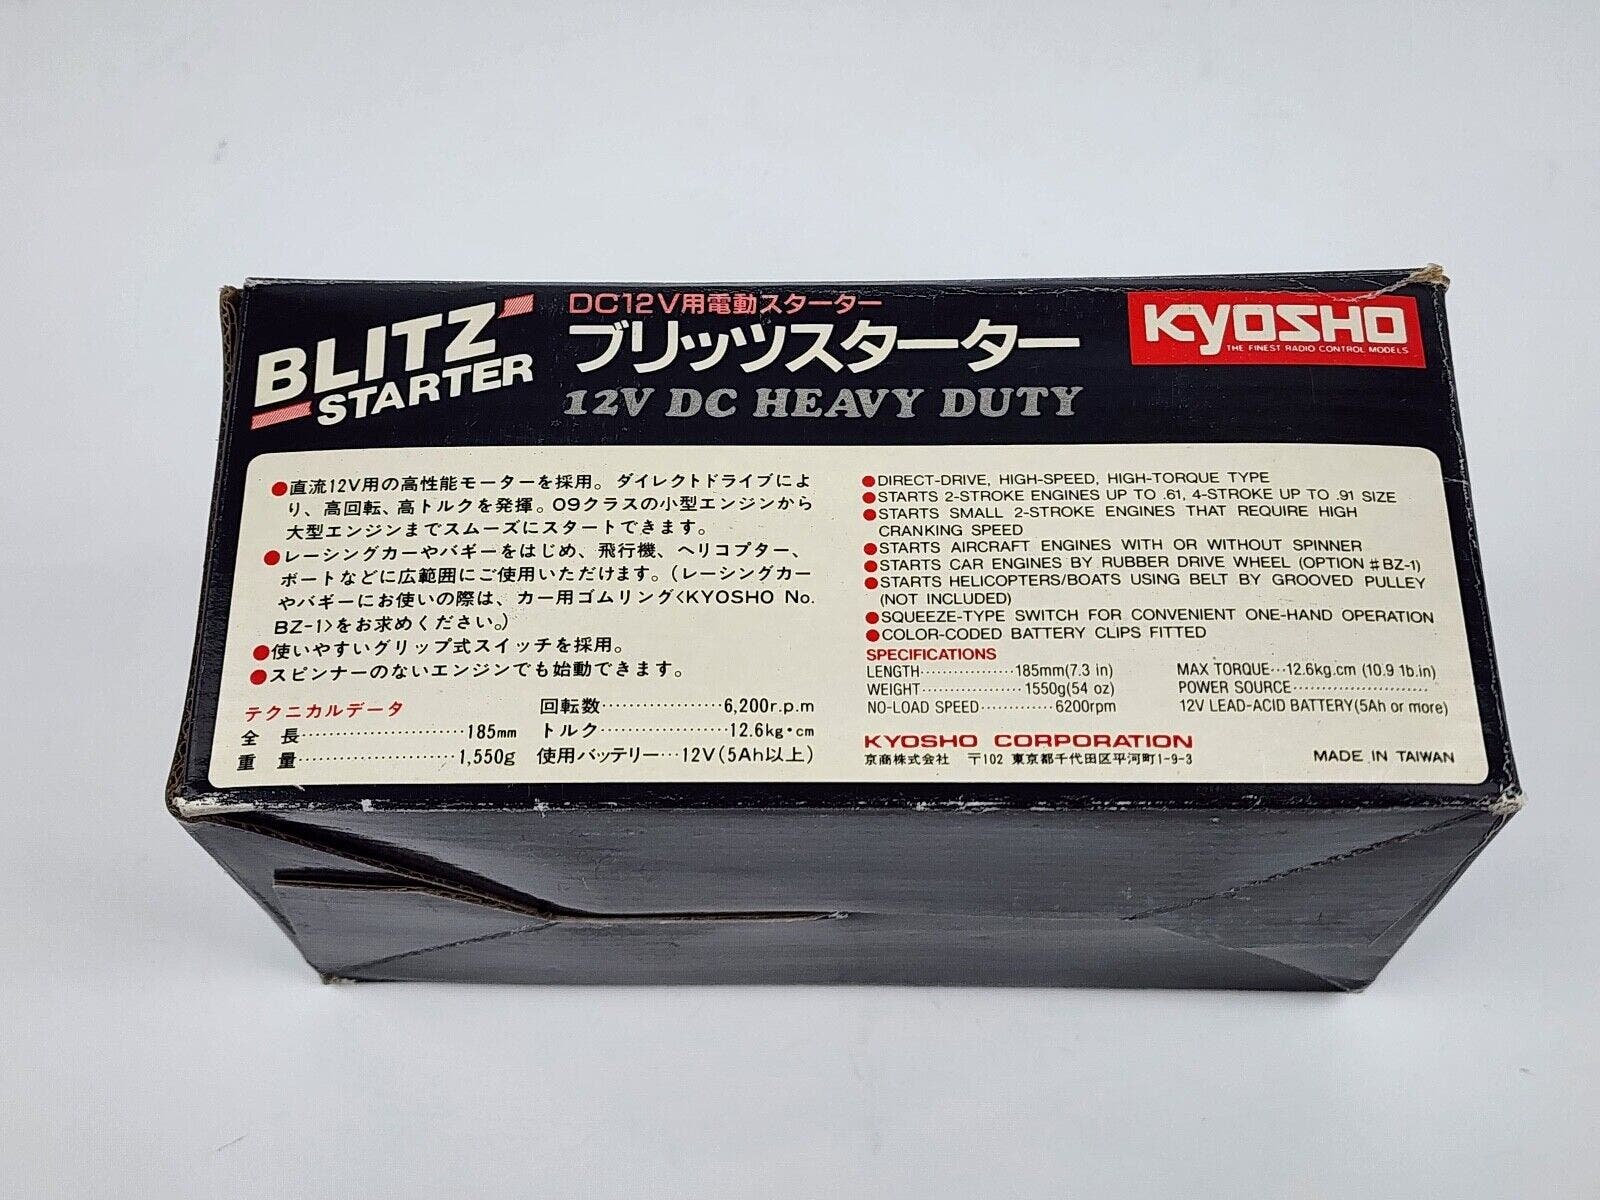 BLITZ
STARTER
DC12V用電動スターター
ブリッツスターター
12V DC HEAVY DUTY
KYOSHO
THE FINEST RADIO CONTROL MODELS
●直流12V用の高性能モーターを採用。ダイレクトドライブによ
り、高回転、高トルクを発揮。09クラスの小型エンジンから
大型エンジンまでスムーズにスタートできます。
●レーシングカーやバギーをはじめ、飛行機、ヘリコプター、
ボートなどに広範囲にご使用いただけます。(レーシングカー
やバギーにお使いの際は、カー用ゴムリング<KYOSHO No.
BZ-1>をお求めください。)
●使いやすいグリップ式スイッチを採用。
●スピンナーのないエンジンでも始動できます。
テクニカルデータ
全長························185mm
重量························1,550g
回転数·················6,200r.p.m
トルク···················12.6kg·cm
使用バッテリー···12V(5Ah以上)
●DIRECT-DRIVE, HIGH-SPEED, HIGH-TORQUE TYPE
●STARTS 2-STROKE ENGINES UP TO .61, 4-STROKE UP TO .91 SIZE
●STARTS SMALL 2-STROKE ENGINES THAT REQUIRE HIGH
CRANKING SPEED
●STARTS AIRCRAFT ENGINES WITH OR WITHOUT SPINNER
●STARTS CAR ENGINES BY RUBBER DRIVE WHEEL (OPTION #BZ-1)
●STARTS HELICOPTERS/BOATS USING BELT BY GROOVED PULLEY
(NOT INCLUDED)
●SQUEEZE-TYPE SWITCH FOR CONVENIENT ONE-HAND OPERATION
●COLOR-CODED BATTERY CLIPS FITTED
SPECIFICATIONS
LENGTH·················185mm(7.3 in)
WEIGHT··················1550g(54 oz)
NO-LOAD SPEED·············6200rpm
MAX TORQUE···12.6kg.cm (10.9 1b.in)
POWER SOURCE························
12V LEAD-ACID BATTERY(5Ah or more)
KYOSHO CORPORATION
京商株式会社 〒102 東京都千代田区平河町1-9-3
MADE IN TAIWAN